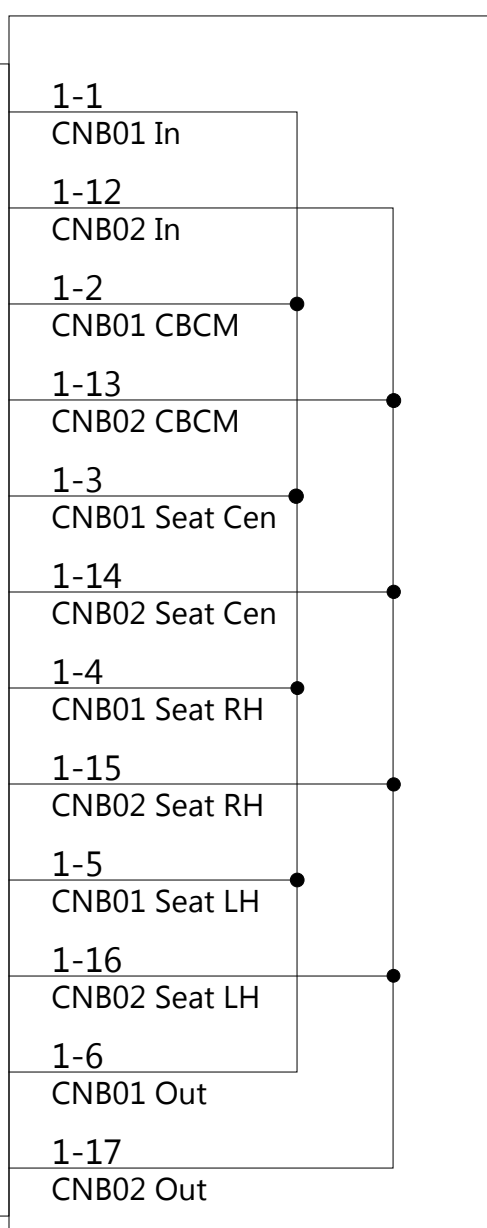 1-1
CNB01 In
1-12
CNB02 In
1-2
CNB01 CBCM
1-13
CNB02 CBCM
1-3
CNB01 Seat Cen
1-14
CNB02 Seat Cen
1-4
CNB01 Seat RH
1-15
CNB02 Seat RH
1-5
CNB01 Seat LH
1-16
CNB02 Seat LH
1-6
CNB01 Out
1-17
CNB02 Out